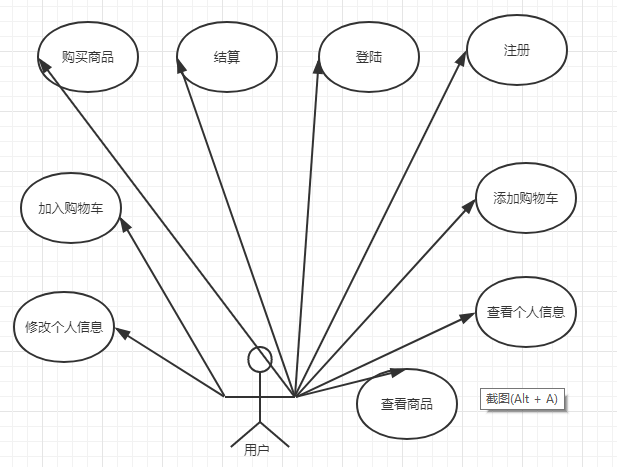 购买商品
结算
登陆
注册
加入购物车
添加购物车
修改个人信息
查看个人信息
查看商品
截图(Alt + A)
用户